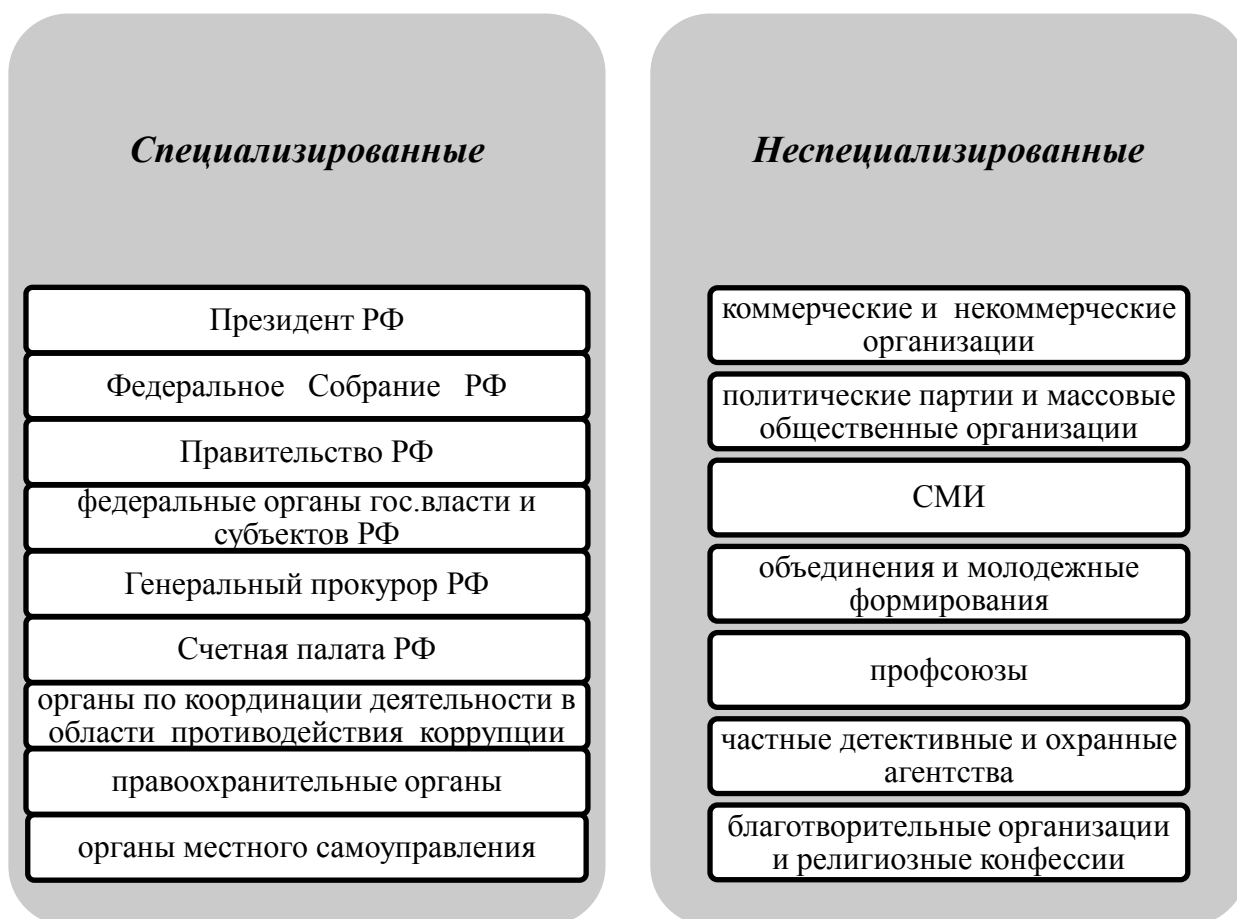 Специализированные
Президент РФ
Федеральное Собрание РФ
Правительство РФ
федеральные органы гос.власти и
субъектов РФ
Генеральный прокурор РФ
Счетная палата РФ
органы по координации деятельности в
области противодействия коррупции
правоохранительные органы
органы местного самоуправления
Неспециализированные
коммерческие и некоммерческие
организации
политические партии и массовые
общественные организации
СМИ
объединения и молодежные
формирования
профсоюзы
частные детективные и охранные
агентства
благотворительные организации
и религиозные конфессии